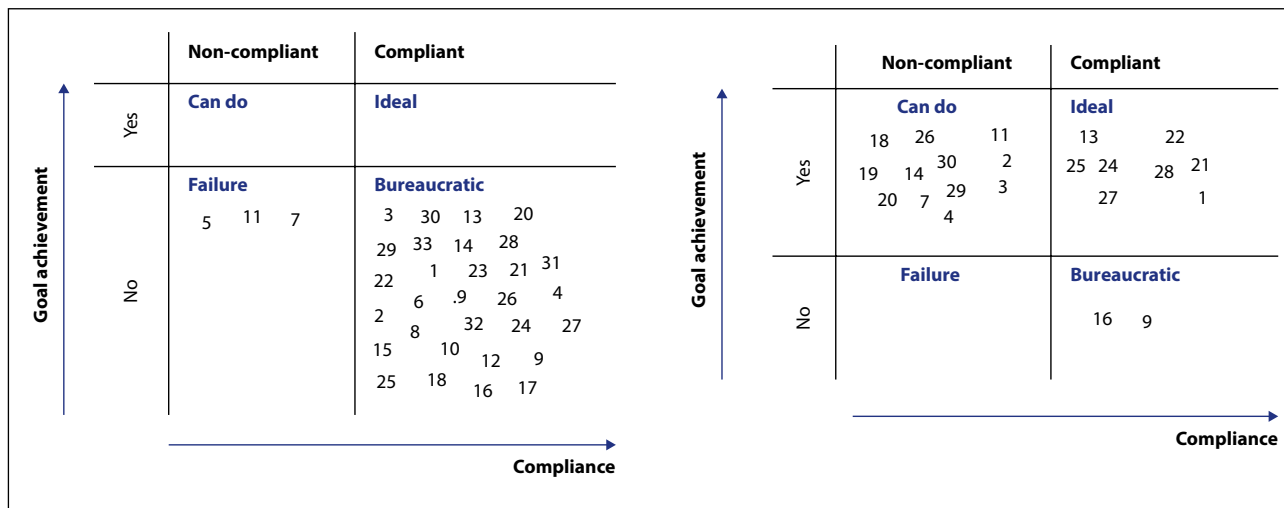 Non-compliant Compliant
Can do Ideal
Yes
Failure Bureaucratic
5 11 7
3 30 13 20
29 33 14 28
22 1 23 21 31
6 .9 26 4
2 8 32 24 27
15 10 12 9
25 18 16 17
No
Goal achievement
Compliance
Non-compliant Compliant
Can do Ideal
18 26 11 13 22
19 14 30 2 25 24 28 21
20 7 29 3 27 1
4
Yes
Failure Bureaucratic
16 9
No
Goal achievement
Compliance